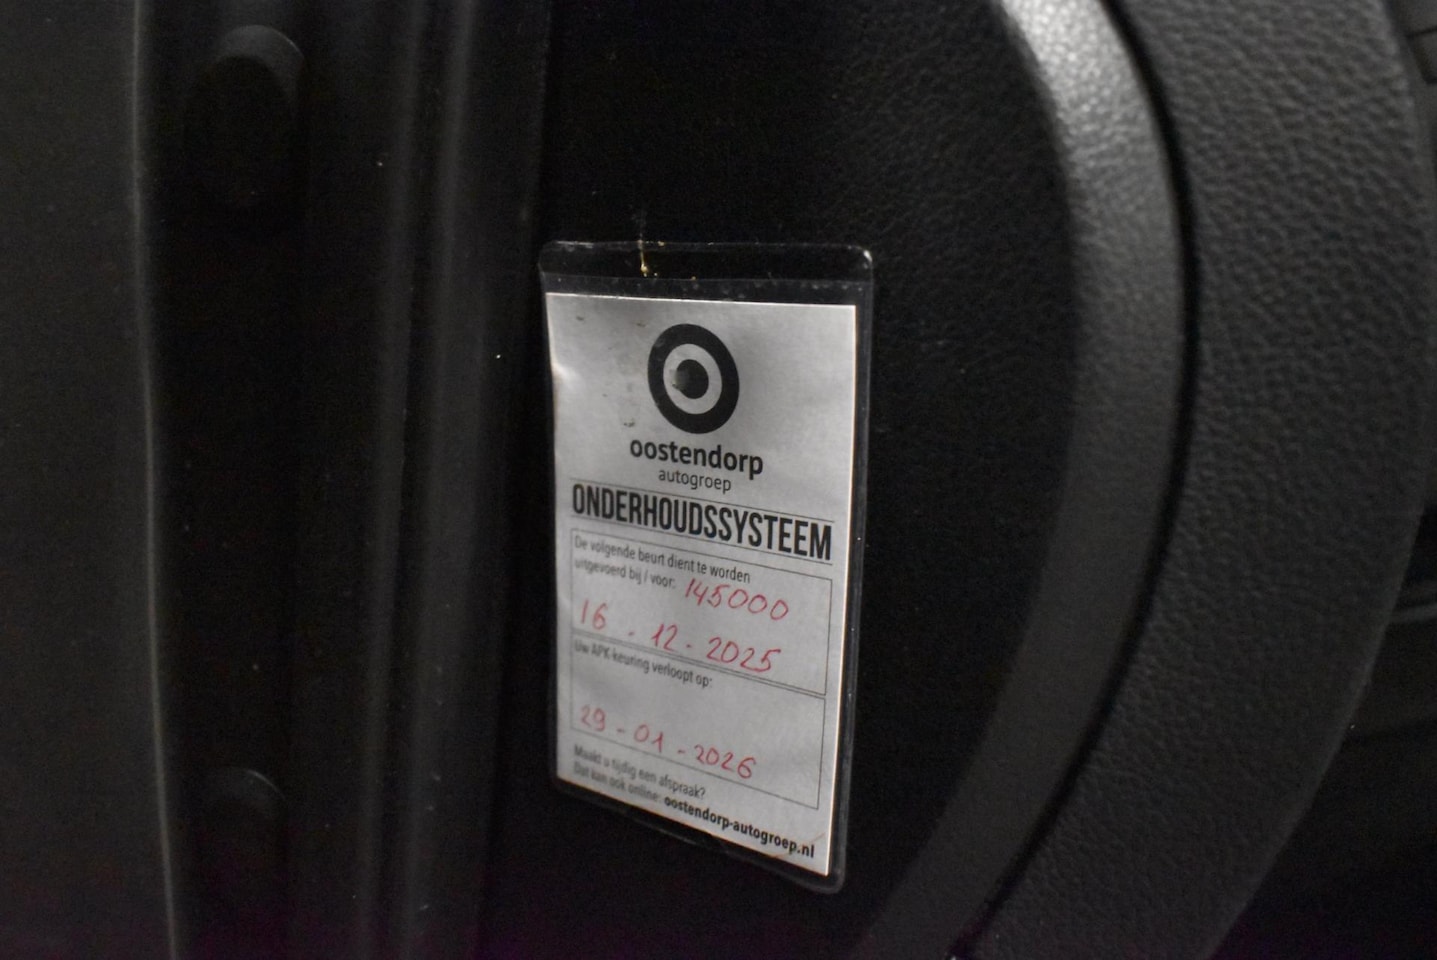 oostendorp
autogroep
ONDERHOUDSSYSTEEM
De volgende beurt dient te worden
uitgevoerd bij / voor: 145000
16 - 12 - 2025
Uw APK-keuring verloopt op:
29 - 01 - 2026
Maakt u tijdig een afspraak?
Dat kan ook online: oostendorp-autogroep.nl